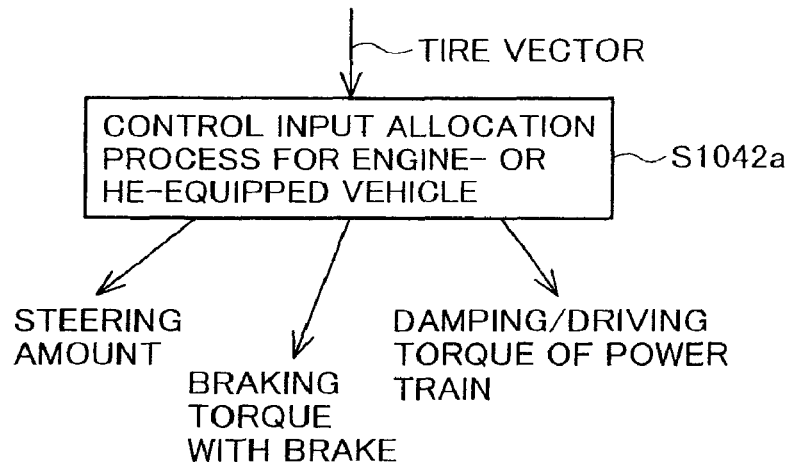 TIRE VECTOR
CONTROL INPUT ALLOCATION
PROCESS FOR ENGINE- OR
HE-EQUIPPED VEHICLE
S1042a
STEERING
AMOUNT
BRAKING
TORQUE
WITH BRAKE
DAMPING/DRIVING
TORQUE OF POWER
TRAIN